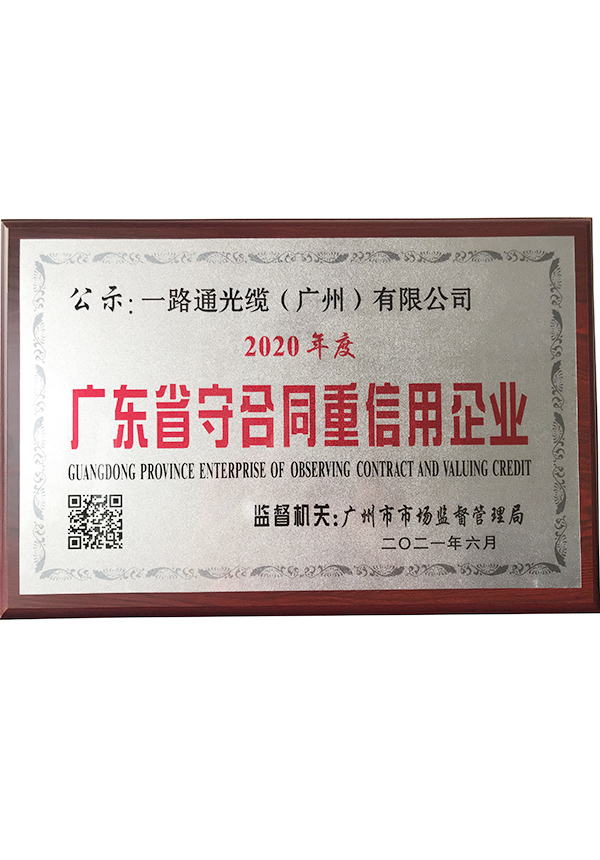 公示：一路通光缆（广州）有限公司
2020年度
广东省守合同重信用企业
GUANGDONG PROVINCE ENTERPRISE OF OBSERVING CONTRACT AND VALUING CREDIT
监督机关：广州市市场监督管理局
二〇二一年六月